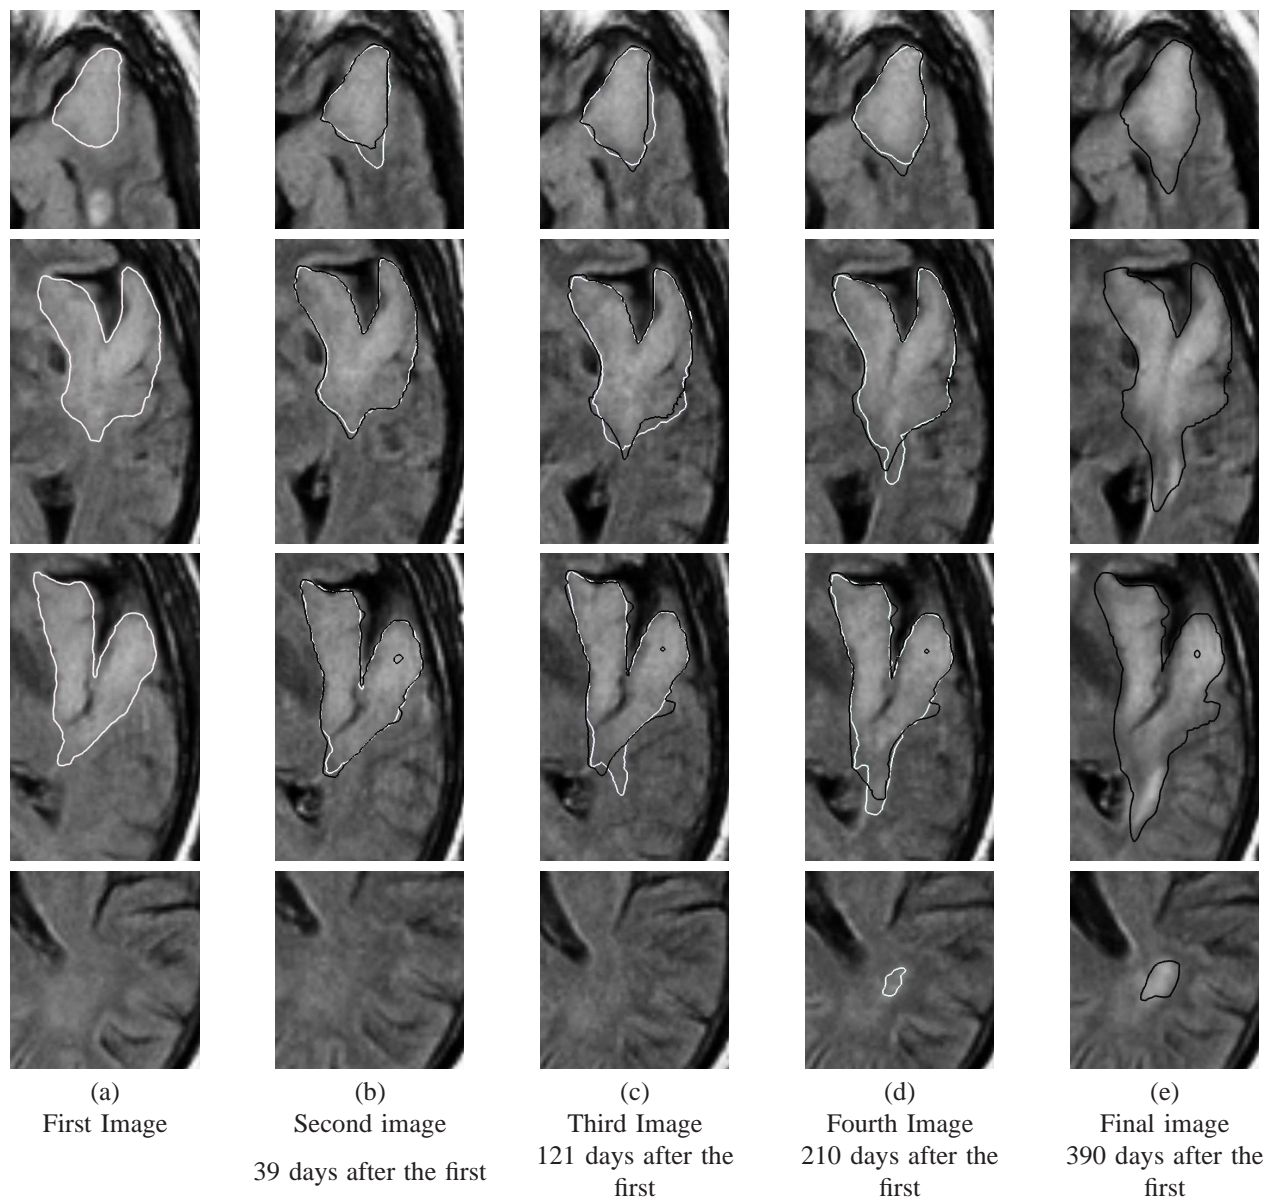 (a)
First Image
(b)
Second image
39 days after the first
(c)
Third Image
121 days after the
first
(d)
Fourth Image
210 days after the
first
(e)
Final image
390 days after the
first